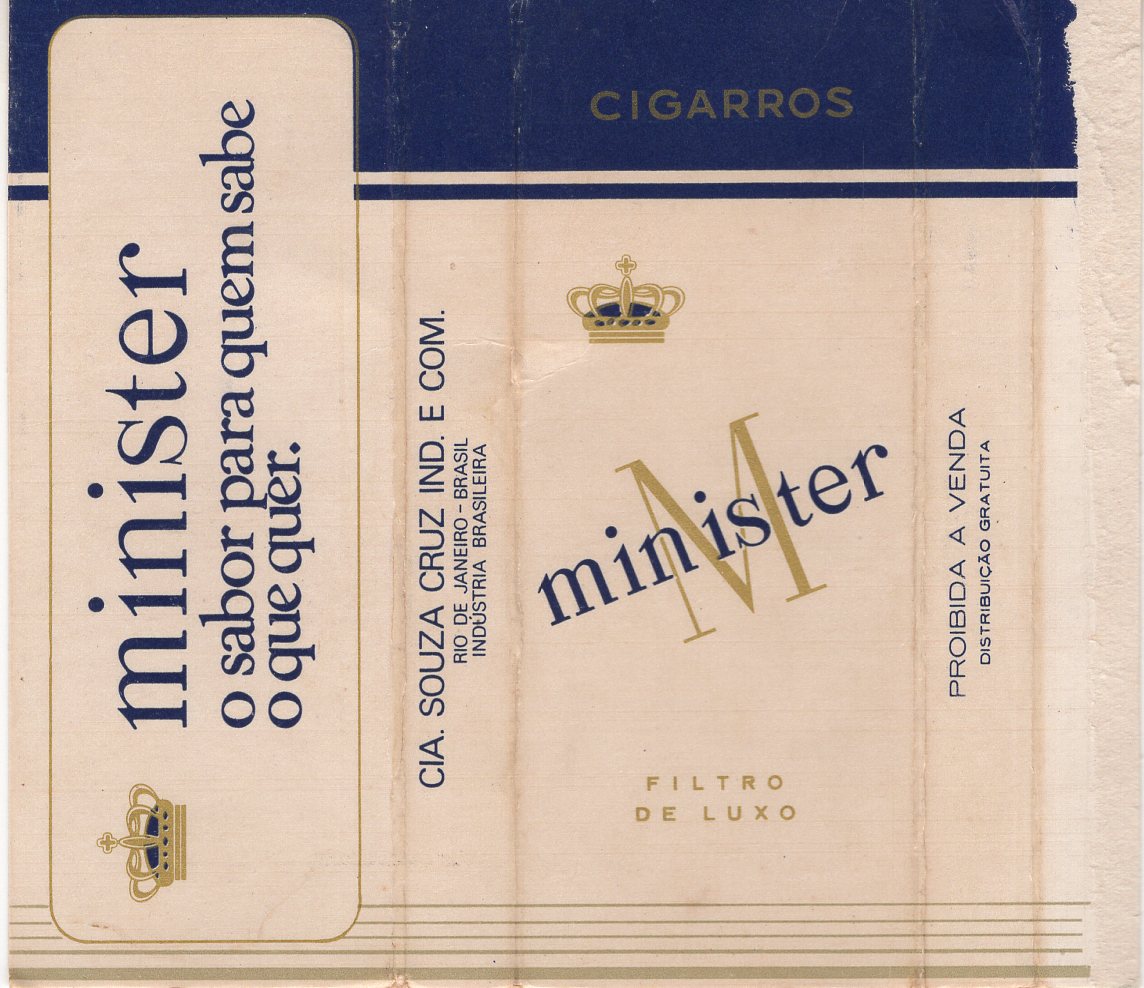 minister
o sabor para quem sabe
o que quer.
CIA. SOUZA CRUZ IND. E COM.
RIO DE JANEIRO - BRASIL
INDÚSTRIA BRASILEIRA
CIGARROS
M
minister
FILTRO
DE LUXO
PROIBIDA A VENDA
DISTRIBUIÇÃO GRATUITA